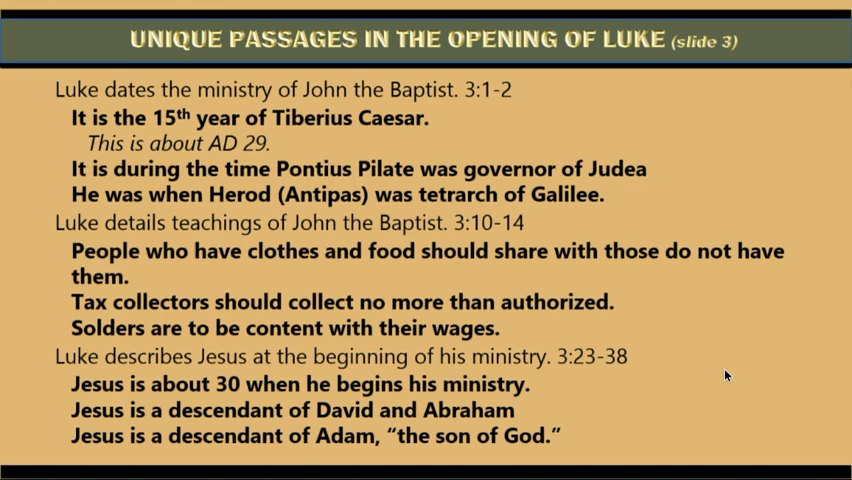 UNIQUE PASSAGES IN THE OPENING OF LUKE (slide 3)
Luke dates the ministry of John the Baptist. 3:1-2
It is the 15th year of Tiberius Caesar.
This is about AD 29.
It is during the time Pontius Pilate was governor of Judea
He was when Herod (Antipas) was tetrarch of Galilee.
Luke details teachings of John the Baptist. 3:10-14
People who have clothes and food should share with those do not have
them.
Tax collectors should collect no more than authorized.
Solders are to be content with their wages.
Luke describes Jesus at the beginning of his ministry. 3:23-38
Jesus is about 30 when he begins his ministry.
Jesus is a descendant of David and Abraham
Jesus is a descendant of Adam, “the son of God.”